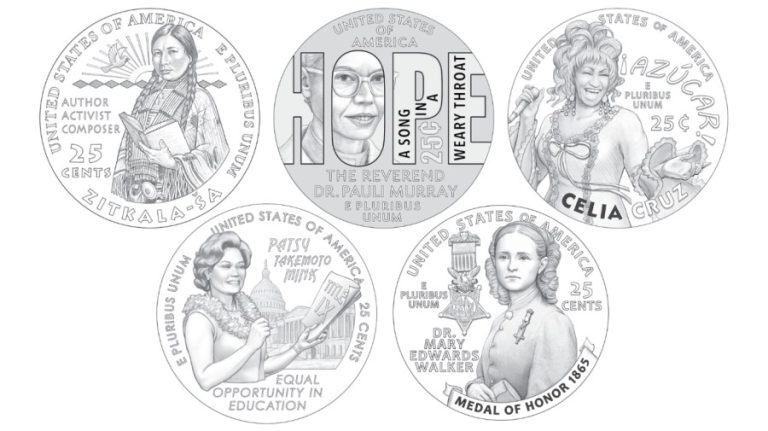 UNITED STATES OF AMERICA
E PLURIBUS UNUM
AUTHOR
ACTIVIST
COMPOSER
25
CENTS
ZITKALA-SA
UNITED STATES
OF
AMERICA
HOPE
A SONG
IN A
25¢
WEARY THROAT
THE REVEREND
DR. PAULI MURRAY
E PLURIBUS
UNUM
UNITED STATES OF AMERICA
¡AZÚCAR!
E
PLURIBUS
UNUM
25¢
CELIA CRUZ
UNITED STATES OF AMERICA
E PLURIBUS UNUM
PATSY
TAKEMOTO
MINK
TITLE
IX
25 CENTS
EQUAL
OPPORTUNITY IN
EDUCATION
UNITED STATES OF AMERICA
E
PLURIBUS
UNUM
25
CENTS
DR.
MARY
EDWARDS
WALKER
MEDAL OF HONOR 1865